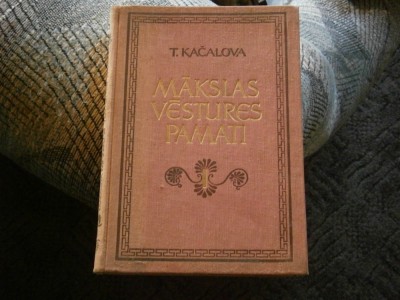 T. KAČALOVA
MĀKSLAS
VĒSTURES
PAMATI